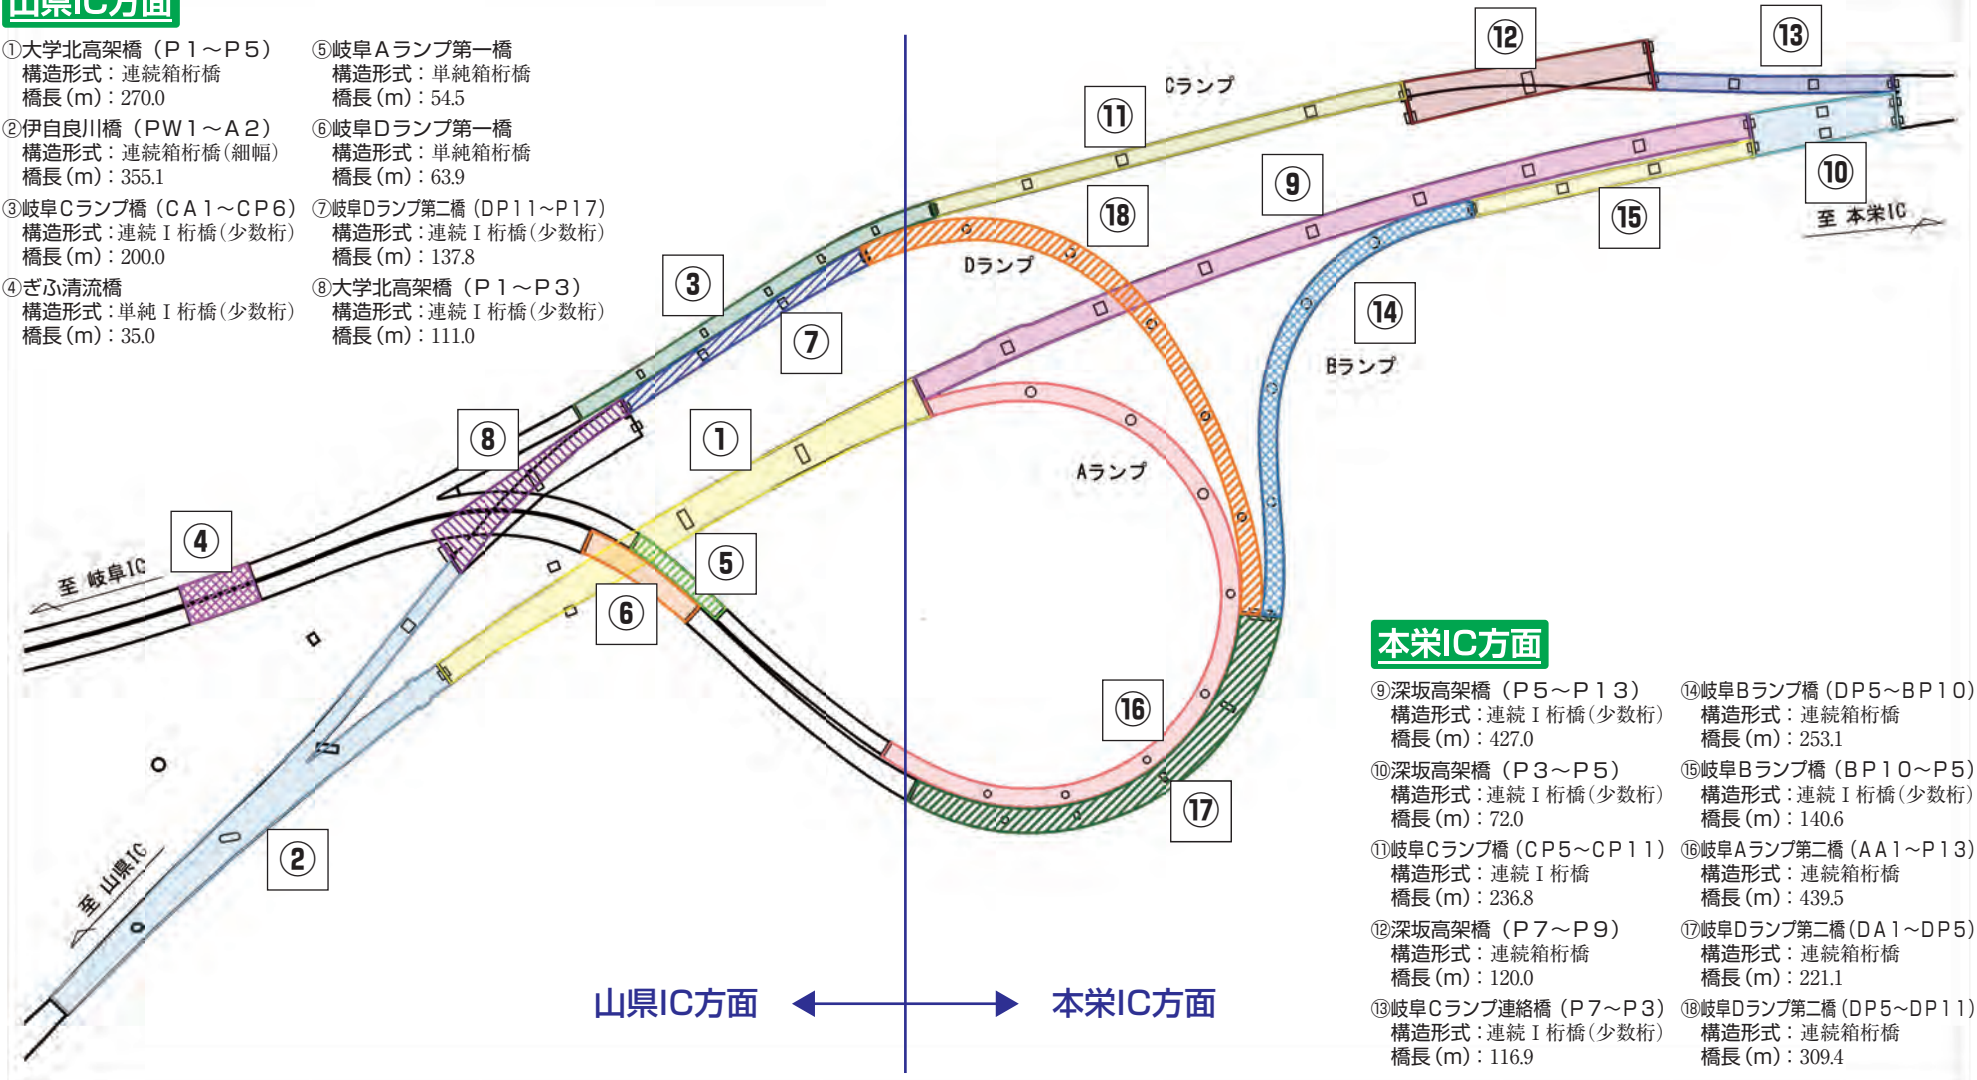 山県IC方面
①大学北高架橋（P1～P5）
構造形式：連続箱桁橋
橋長(m)：270.0
②伊自良川橋（PW1～A2）
構造形式：連続箱桁橋(細幅)
橋長(m)：355.1
③岐阜Cランプ橋（CA1～CP6）
構造形式：連続I桁橋(少数桁)
橋長(m)：200.0
④ぎふ清流橋
構造形式：単純I桁橋(少数桁)
橋長(m)：35.0
⑤岐阜Aランプ第一橋
構造形式：単純箱桁橋
橋長(m)：54.5
⑥岐阜Dランプ第一橋
構造形式：単純箱桁橋
橋長(m)：63.9
⑦岐阜Dランプ第二橋（DP11～P17）
構造形式：連続I桁橋(少数桁)
橋長(m)：137.8
⑧大学北高架橋（P1～P3）
構造形式：連続I桁橋(少数桁)
橋長(m)：111.0
⑫
⑬
Cランプ
⑪
⑨
⑩
⑱
⑮
至 本栄IC
Dランプ
③
⑦
⑭
Bランプ
⑧
①
Aランプ
④
⑤
至 岐阜IC
⑥
⑯
⑰
②
至 山県IC
山県IC方面
本栄IC方面
本栄IC方面
⑨深坂高架橋（P5～P13）
構造形式：連続I桁橋(少数桁)
橋長(m)：427.0
⑩深坂高架橋（P3～P5）
構造形式：連続I桁橋(少数桁)
橋長(m)：72.0
⑪岐阜Cランプ橋（CP5～CP11）
構造形式：連続I桁橋
橋長(m)：236.8
⑫深坂高架橋（P7～P9）
構造形式：連続箱桁橋
橋長(m)：120.0
⑬岐阜Cランプ連絡橋（P7～P3）
構造形式：連続I桁橋(少数桁)
橋長(m)：116.9
⑭岐阜Bランプ橋（DP5～BP10）
構造形式：連続箱桁橋
橋長(m)：253.1
⑮岐阜Bランプ橋（BP10～P5）
構造形式：連続I桁橋(少数桁)
橋長(m)：140.6
⑯岐阜Aランプ第二橋（AA1～P13）
構造形式：連続箱桁橋
橋長(m)：439.5
⑰岐阜Dランプ第二橋（DA1～DP5）
構造形式：連続箱桁橋
橋長(m)：221.1
⑱岐阜Dランプ第二橋（DP5～DP11）
構造形式：連続箱桁橋
橋長(m)：309.4